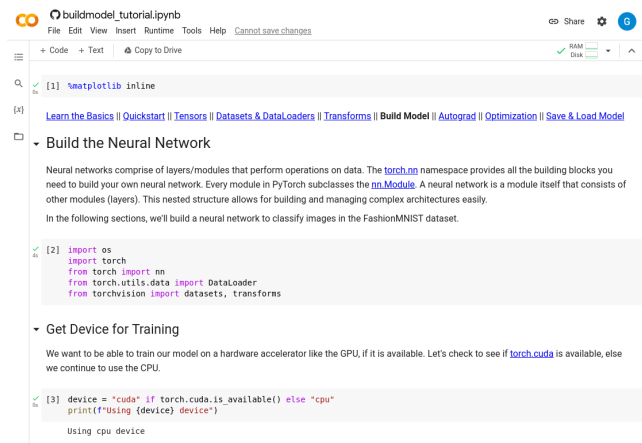 buildmodel_tutorial.ipynb
File Edit View Insert Runtime Tools Help Cannot save changes
Share
G
+ Code + Text Copy to Drive
RAM
Disk
[1] %matplotlib inline
0s
Learn the Basics || Quickstart || Tensors || Datasets & DataLoaders || Transforms || Build Model || Autograd || Optimization || Save & Load Model
{x}
Build the Neural Network
Neural networks comprise of layers/modules that perform operations on data. The torch.nn namespace provides all the building blocks you
need to build your own neural network. Every module in PyTorch subclasses the nn.Module. A neural network is a module itself that consists of
other modules (layers). This nested structure allows for building and managing complex architectures easily.
In the following sections, we'll build a neural network to classify images in the FashionMNIST dataset.
[2] import os
4s
import torch
from torch import nn
from torch.utils.data import DataLoader
from torchvision import datasets, transforms
Get Device for Training
We want to be able to train our model on a hardware accelerator like the GPU, if it is available. Let's check to see if torch.cuda is available, else
we continue to use the CPU.
[3] device = "cuda" if torch.cuda.is_available() else "cpu"
0s
print(f"Using {device} device")
Using cpu device